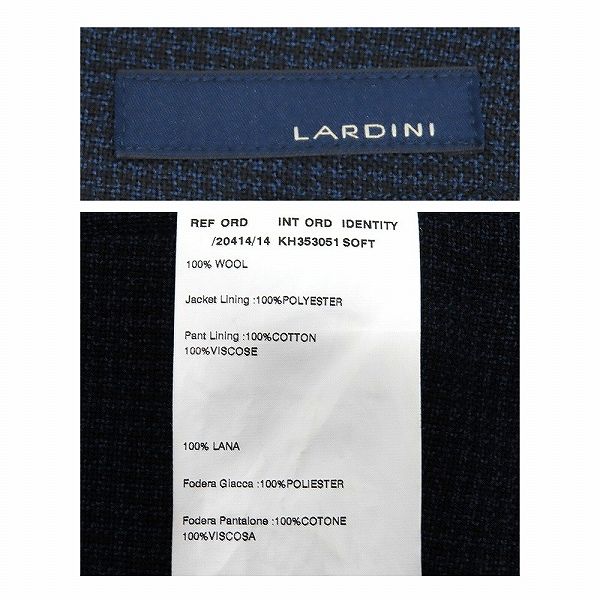 LARDINI
REF ORD INT ORD IDENTITY
/20414/14 KH353051 SOFT
100% WOOL
Jacket Lining :100%POLYESTER
Pant Lining :100%COTTON
100%VISCOSE
100% LANA
Fodera Giacca :100%POLIESTER
Fodera Pantalone :100%COTONE
100%VISCOSA